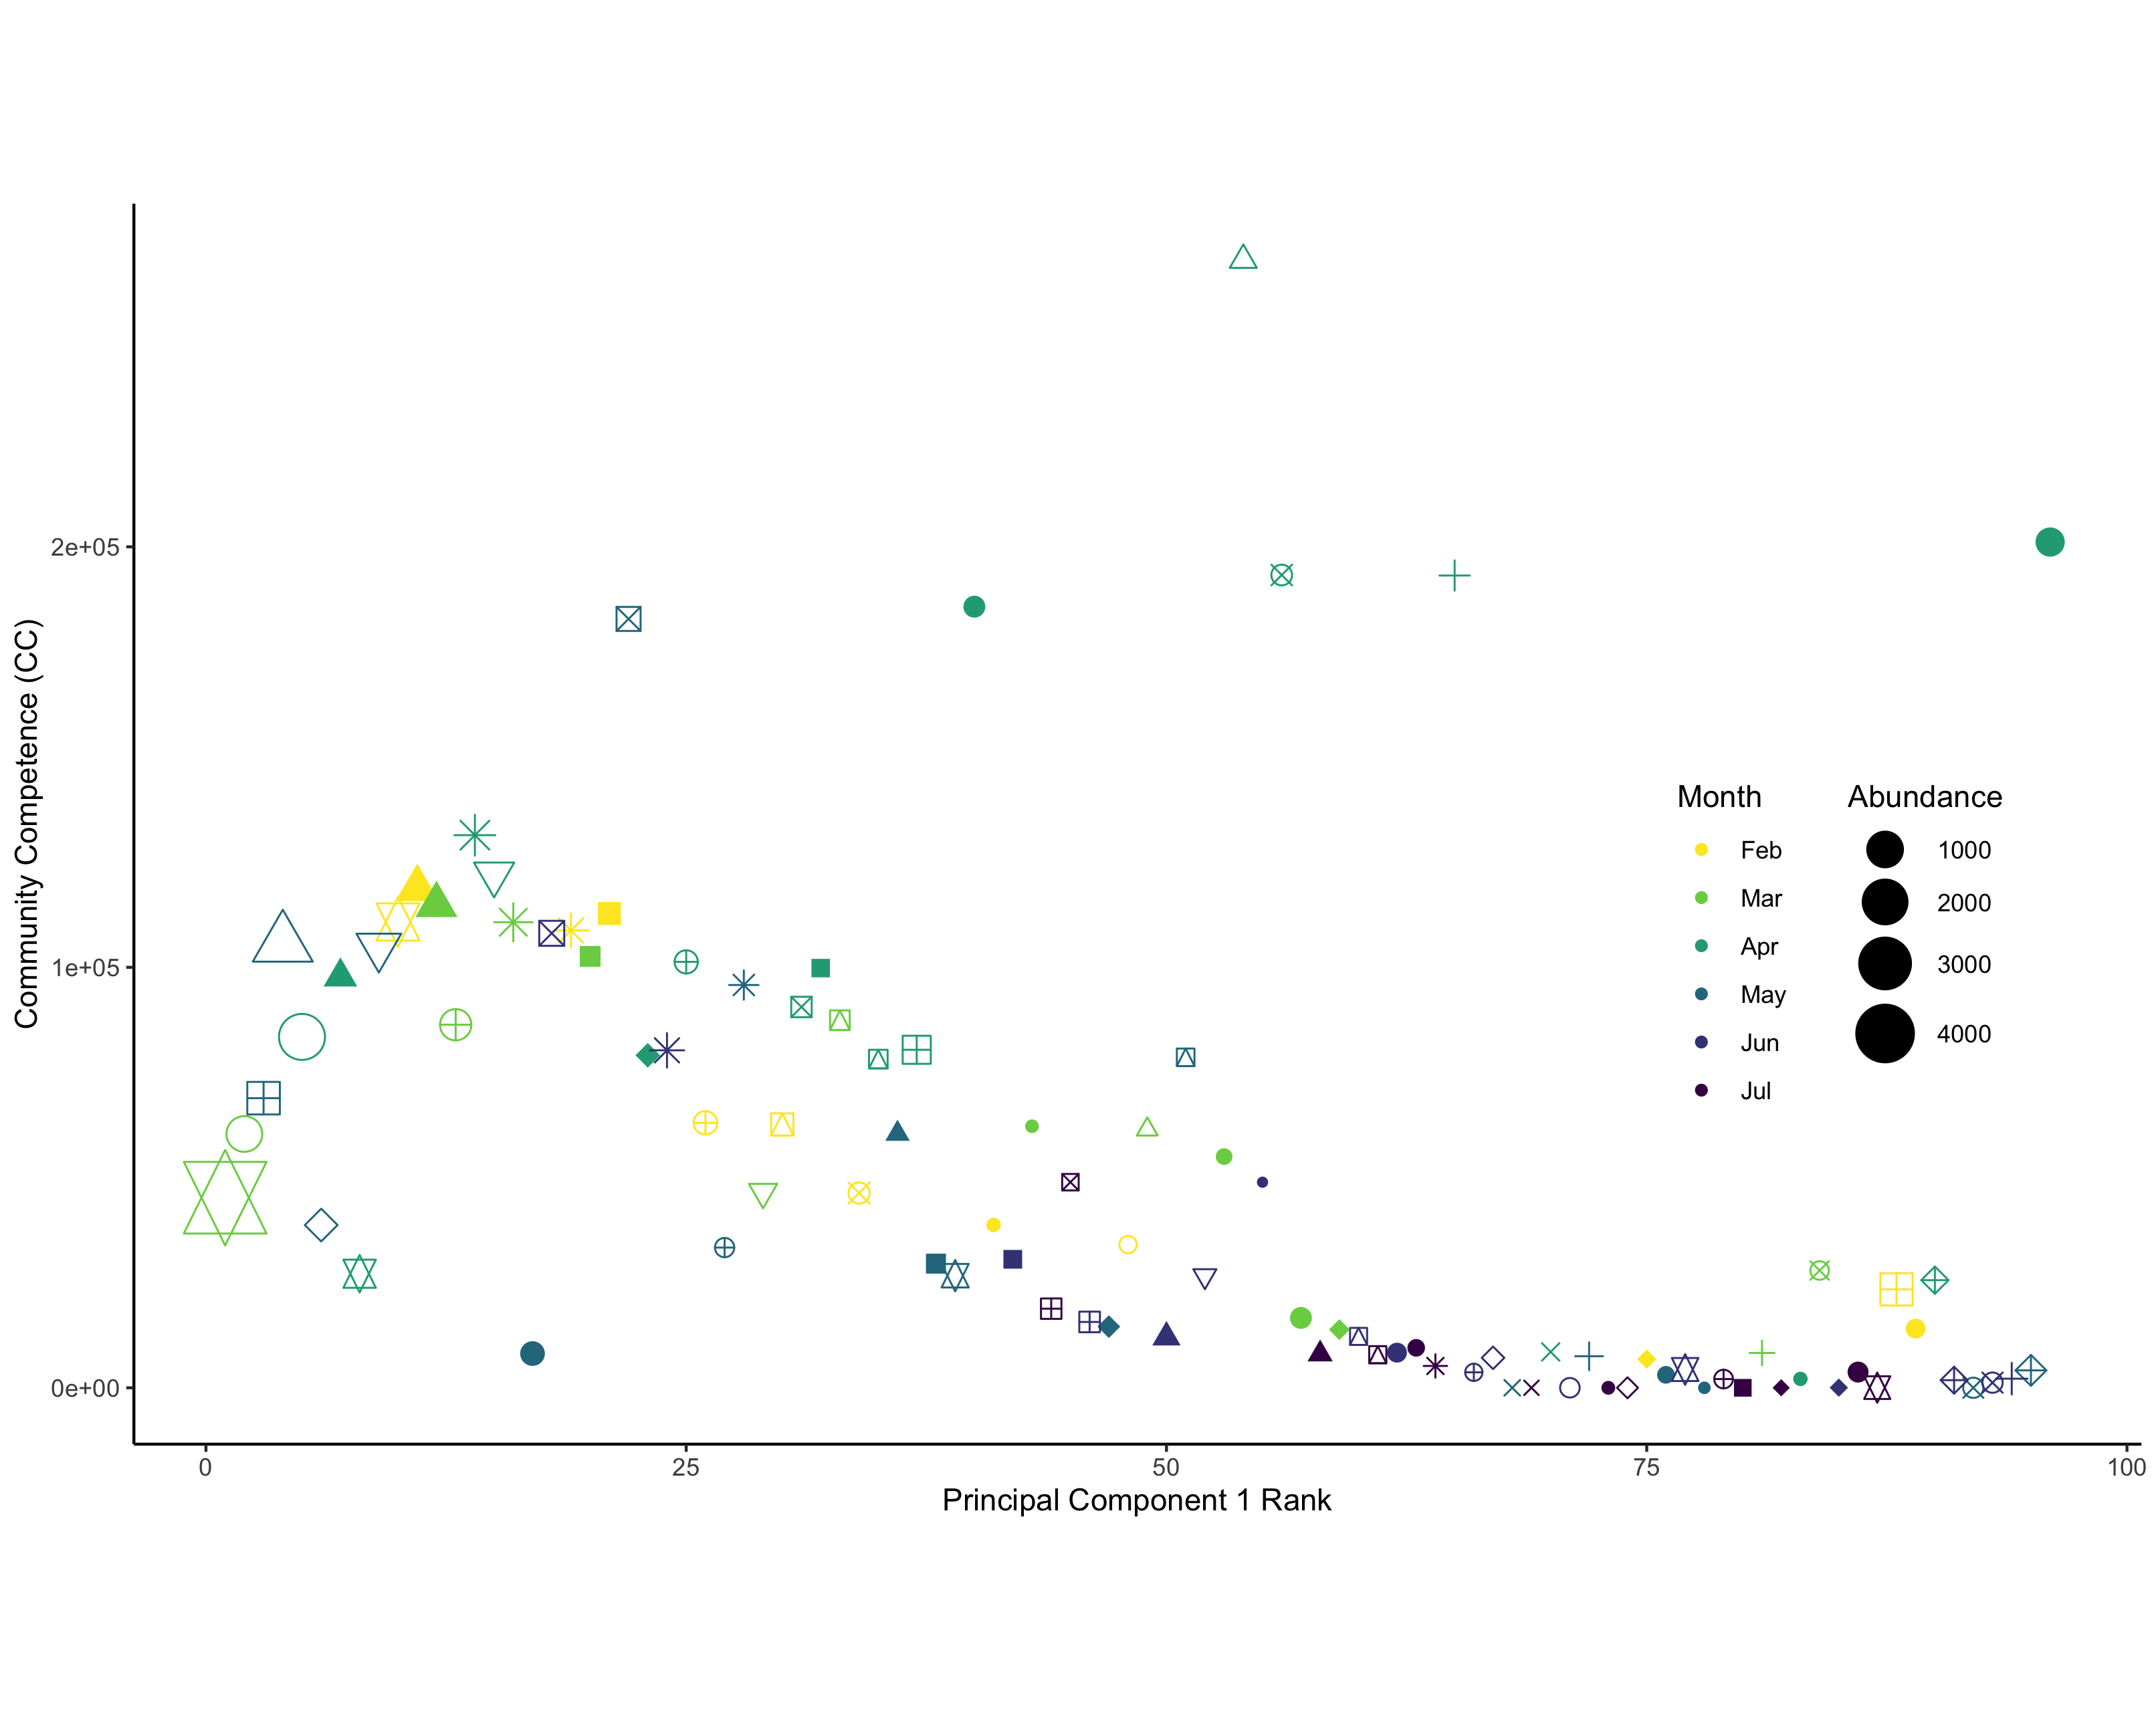 Community Competence (CC)
2e+05
1e+05
0e+00
0 25 50 75 100
Principal Component 1 Rank
Month
Feb
Mar
Apr
May
Jun
Jul
Abundance
1000
2000
3000
4000